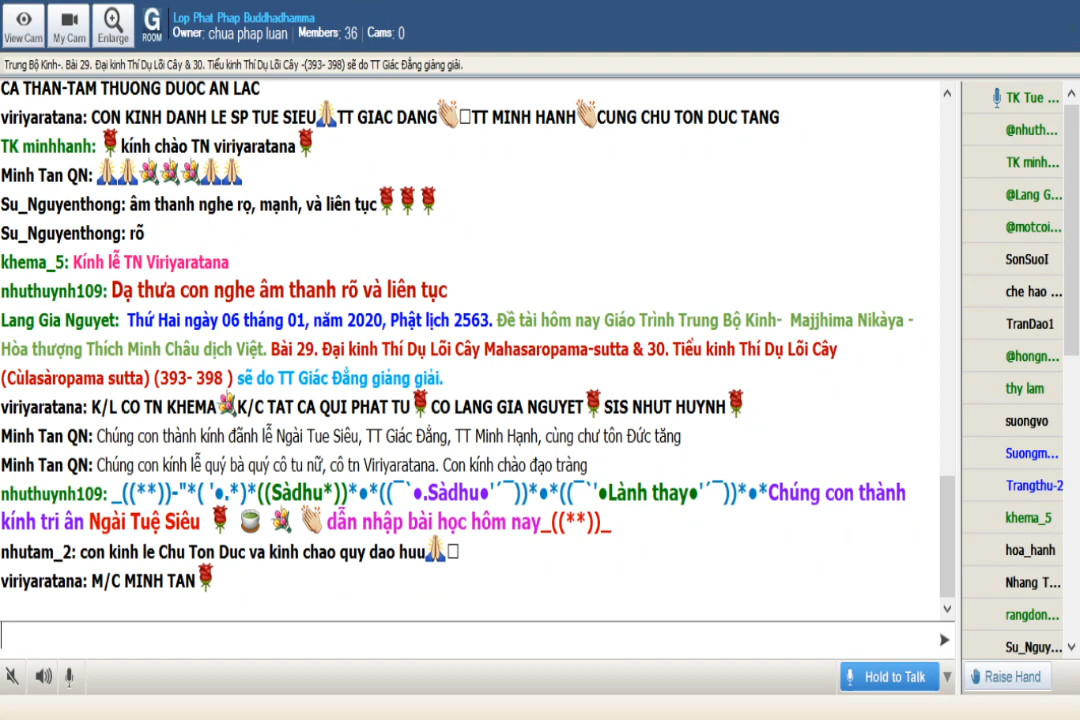 View Cam
My Cam
Enlarge
G
ROOM
Lop Phat Phap Buddhadhamma
Owner: chua phap luan | Members: 36 | Cams: 0
Trung Bộ Kinh-. Bài 29. Đại kinh Thí Dụ Lõi Cây & 30. Tiểu kinh Thí Dụ Lõi Cây -(393- 398) sẽ do TT Giác Đẳng giảng giải.
CA THAN-TAM THUONG DUOC AN LAC
viriyaratana: CON KINH DANH LE SP TUE SIEU🙏TT GIAC DANG👏□TT MINH HANH👏CUNG CHU TON DUC TANG
TK minhhanh: 🌹kính chào TN viriyaratana🌹
Minh Tan QN: 🙏🙏💐💐💐🙏🙏
Su_Nguyenthong: âm thanh nghe rọ, mạnh, và liên tục🌹🌹🌹
Su_Nguyenthong: rõ
khema_5: Kính lễ TN Viriyaratana
nhuthuynh109: Dạ thưa con nghe âm thanh rõ và liên tục
Lang Gia Nguyet: Thứ Hai ngày 06 tháng 01, năm 2020, Phật lịch 2563. Đề tài hôm nay Giáo Trình Trung Bộ Kinh- Majjhima Nikàya -
Hòa thượng Thích Minh Châu dịch Việt. Bài 29. Đại kinh Thí Dụ Lõi Cây Mahasaropama-sutta & 30. Tiểu kinh Thí Dụ Lõi Cây
(Cùlasàropama sutta) (393- 398 ) sẽ do TT Giác Đẳng giảng giải.
viriyaratana: K/L CO TN KHEMA💐K/C TAT CA QUI PHAT TU🌹CO LANG GIA NGUYET🌹SIS NHUT HUYNH🌹
Minh Tan QN: Chúng con thành kính đãnh lễ Ngài Tue Siêu, TT Giác Đẳng, TT Minh Hạnh, cùng chư tôn Đức tăng
Minh Tan QN: Chúng con kính lễ quý bà quý cô tu nữ, cô tn Viriyaratana. Con kính chào đạo tràng
nhuthuynh109: _((**))-"*( '●.*)*((Sàdhu*))*●*((¯`●.Sàdhu●'´¯))*●*((¯`'●Lành thay●'´¯))*●*Chúng con thành
kính tri ân Ngài Tuệ Siêu 🌹 🍵 💐 👏 dẫn nhập bài học hôm nay_((**))_
nhutam_2: con kinh le Chu Ton Duc va kinh chao quy dao huu🙏□
viriyaratana: M/C MINH TAN🌹
Hold to Talk
TK Tue ...
@nhuth...
TK minh...
@Lang G...
@motcoi...
SonSuoI
che hao ...
TranDao1
@hongn...
thy lam
suongvo
Suongm...
Trangthu-2
khema_5
hoa_hanh
Nhang T...
rangdon...
Su_Nguy...
Raise Hand